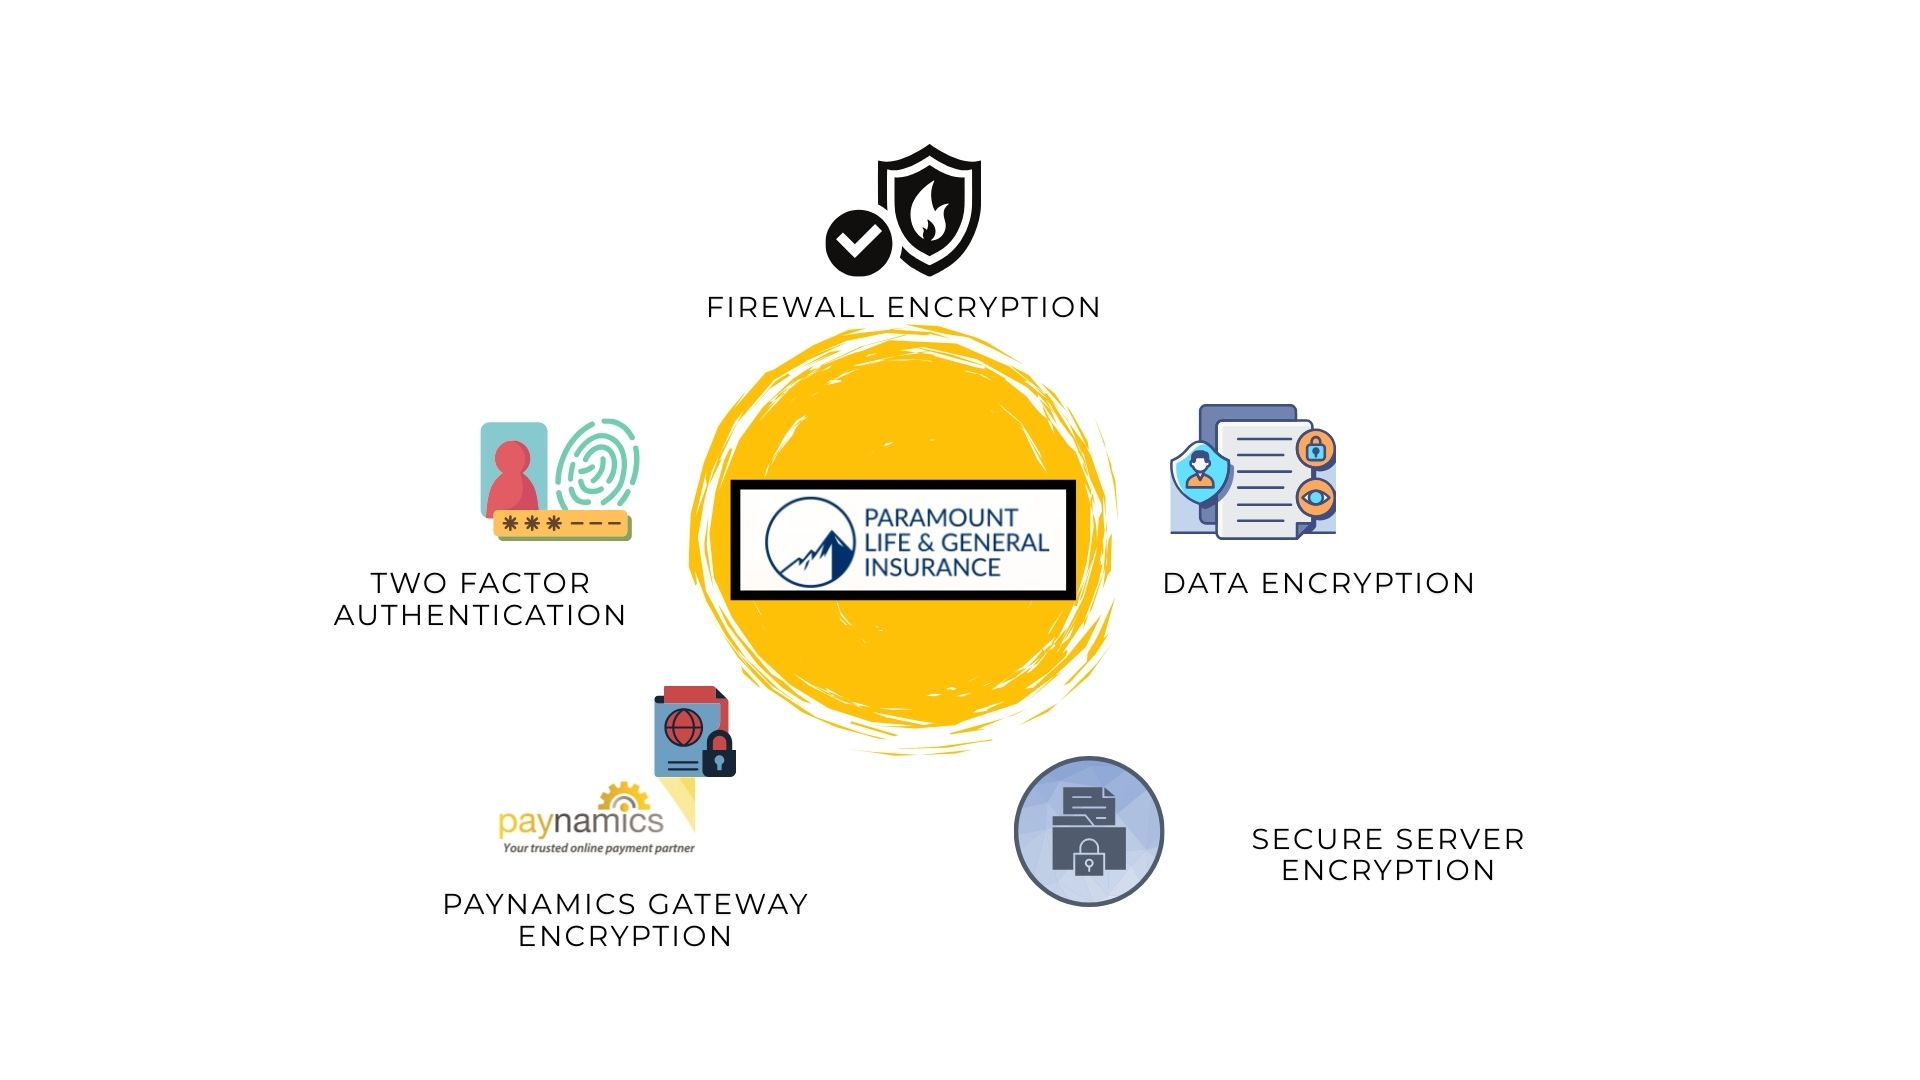 FIREWALL ENCRYPTION
PARAMOUNT
LIFE & GENERAL
INSURANCE
TWO FACTOR
AUTHENTICATION
DATA ENCRYPTION
paynamics
Your trusted online payment partner
PAYNAMICS GATEWAY
ENCRYPTION
SECURE SERVER
ENCRYPTION